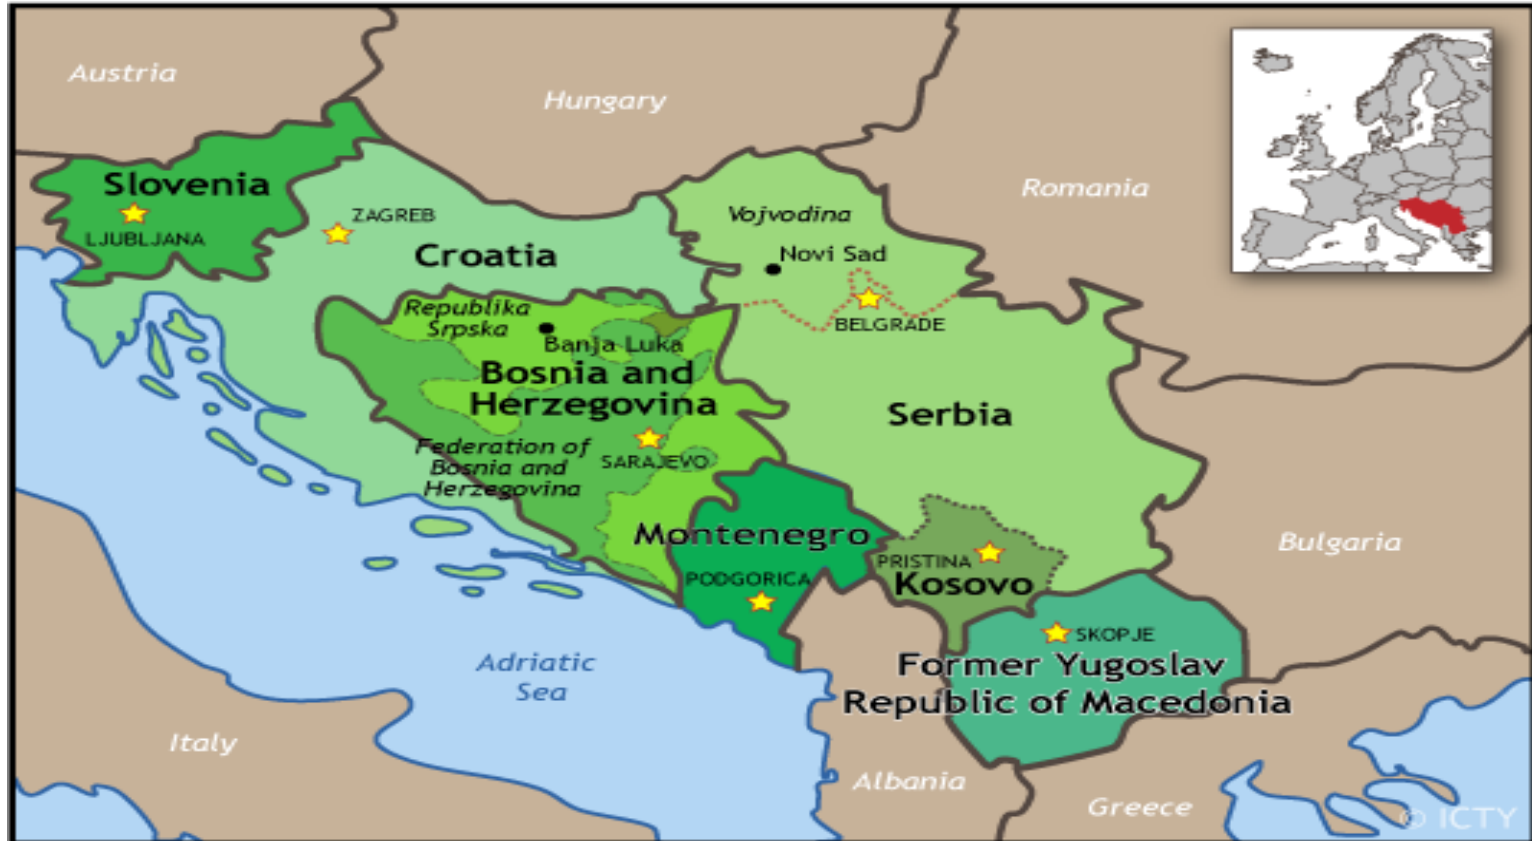 Austria
Hungary
Romania
Slovenia
LJUBLJANA
ZAGREB
Croatia
Vojvodina
Novi Sad
BELGRADE
Republika
Srpska
Banja Luka
Bosnia and
Herzegovina
Federation of
Bosnia and
Herzegovina
SARAJEVO
Serbia
Montenegro
PODGORICA
PRISTINA
Kosovo
Bulgaria
SKOPJE
Former Yugoslav
Republic of Macedonia
Adriatic
Sea
Italy
Albania
Greece
© ICTY